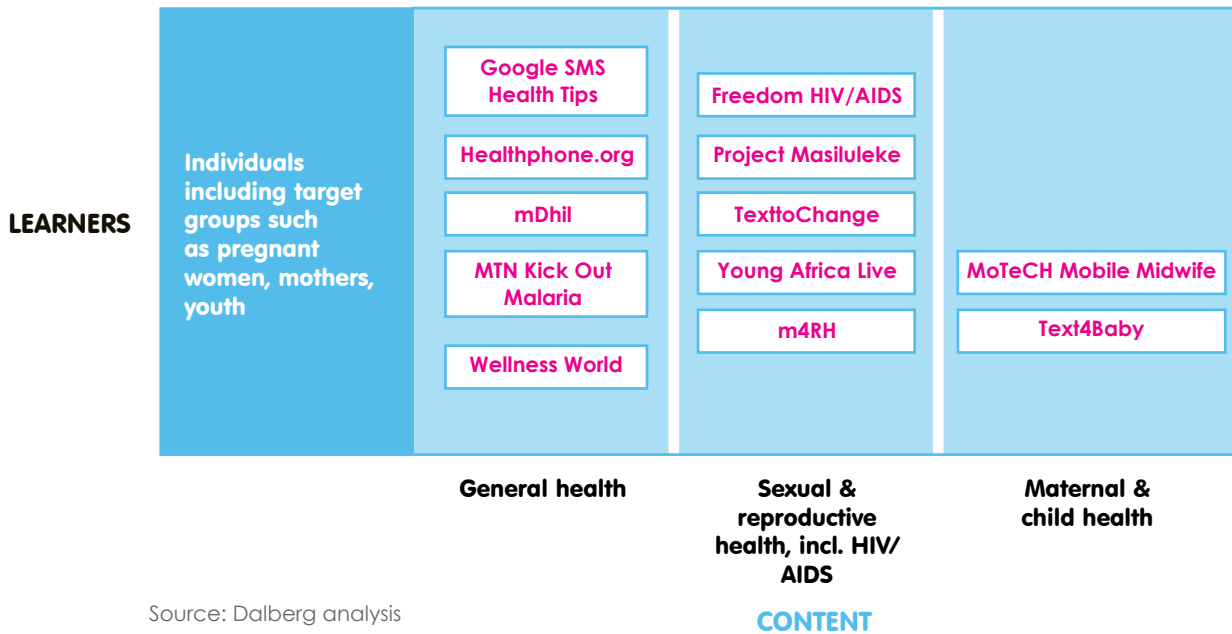 LEARNERS
Individuals
including target
groups such
as pregnant
women, mothers,
youth
Google SMS
Health Tips
Healthphone.org
mDhil
MTN Kick Out
Malaria
Wellness World
Freedom HIV/AIDS
Project Masiluleke
TexttoChange
Young Africa Live
m4RH
MoTeCH Mobile Midwife
Text4Baby
General health
Sexual &
reproductive
health, incl. HIV/
AIDS
Maternal &
child health
Source: Dalberg analysis
CONTENT